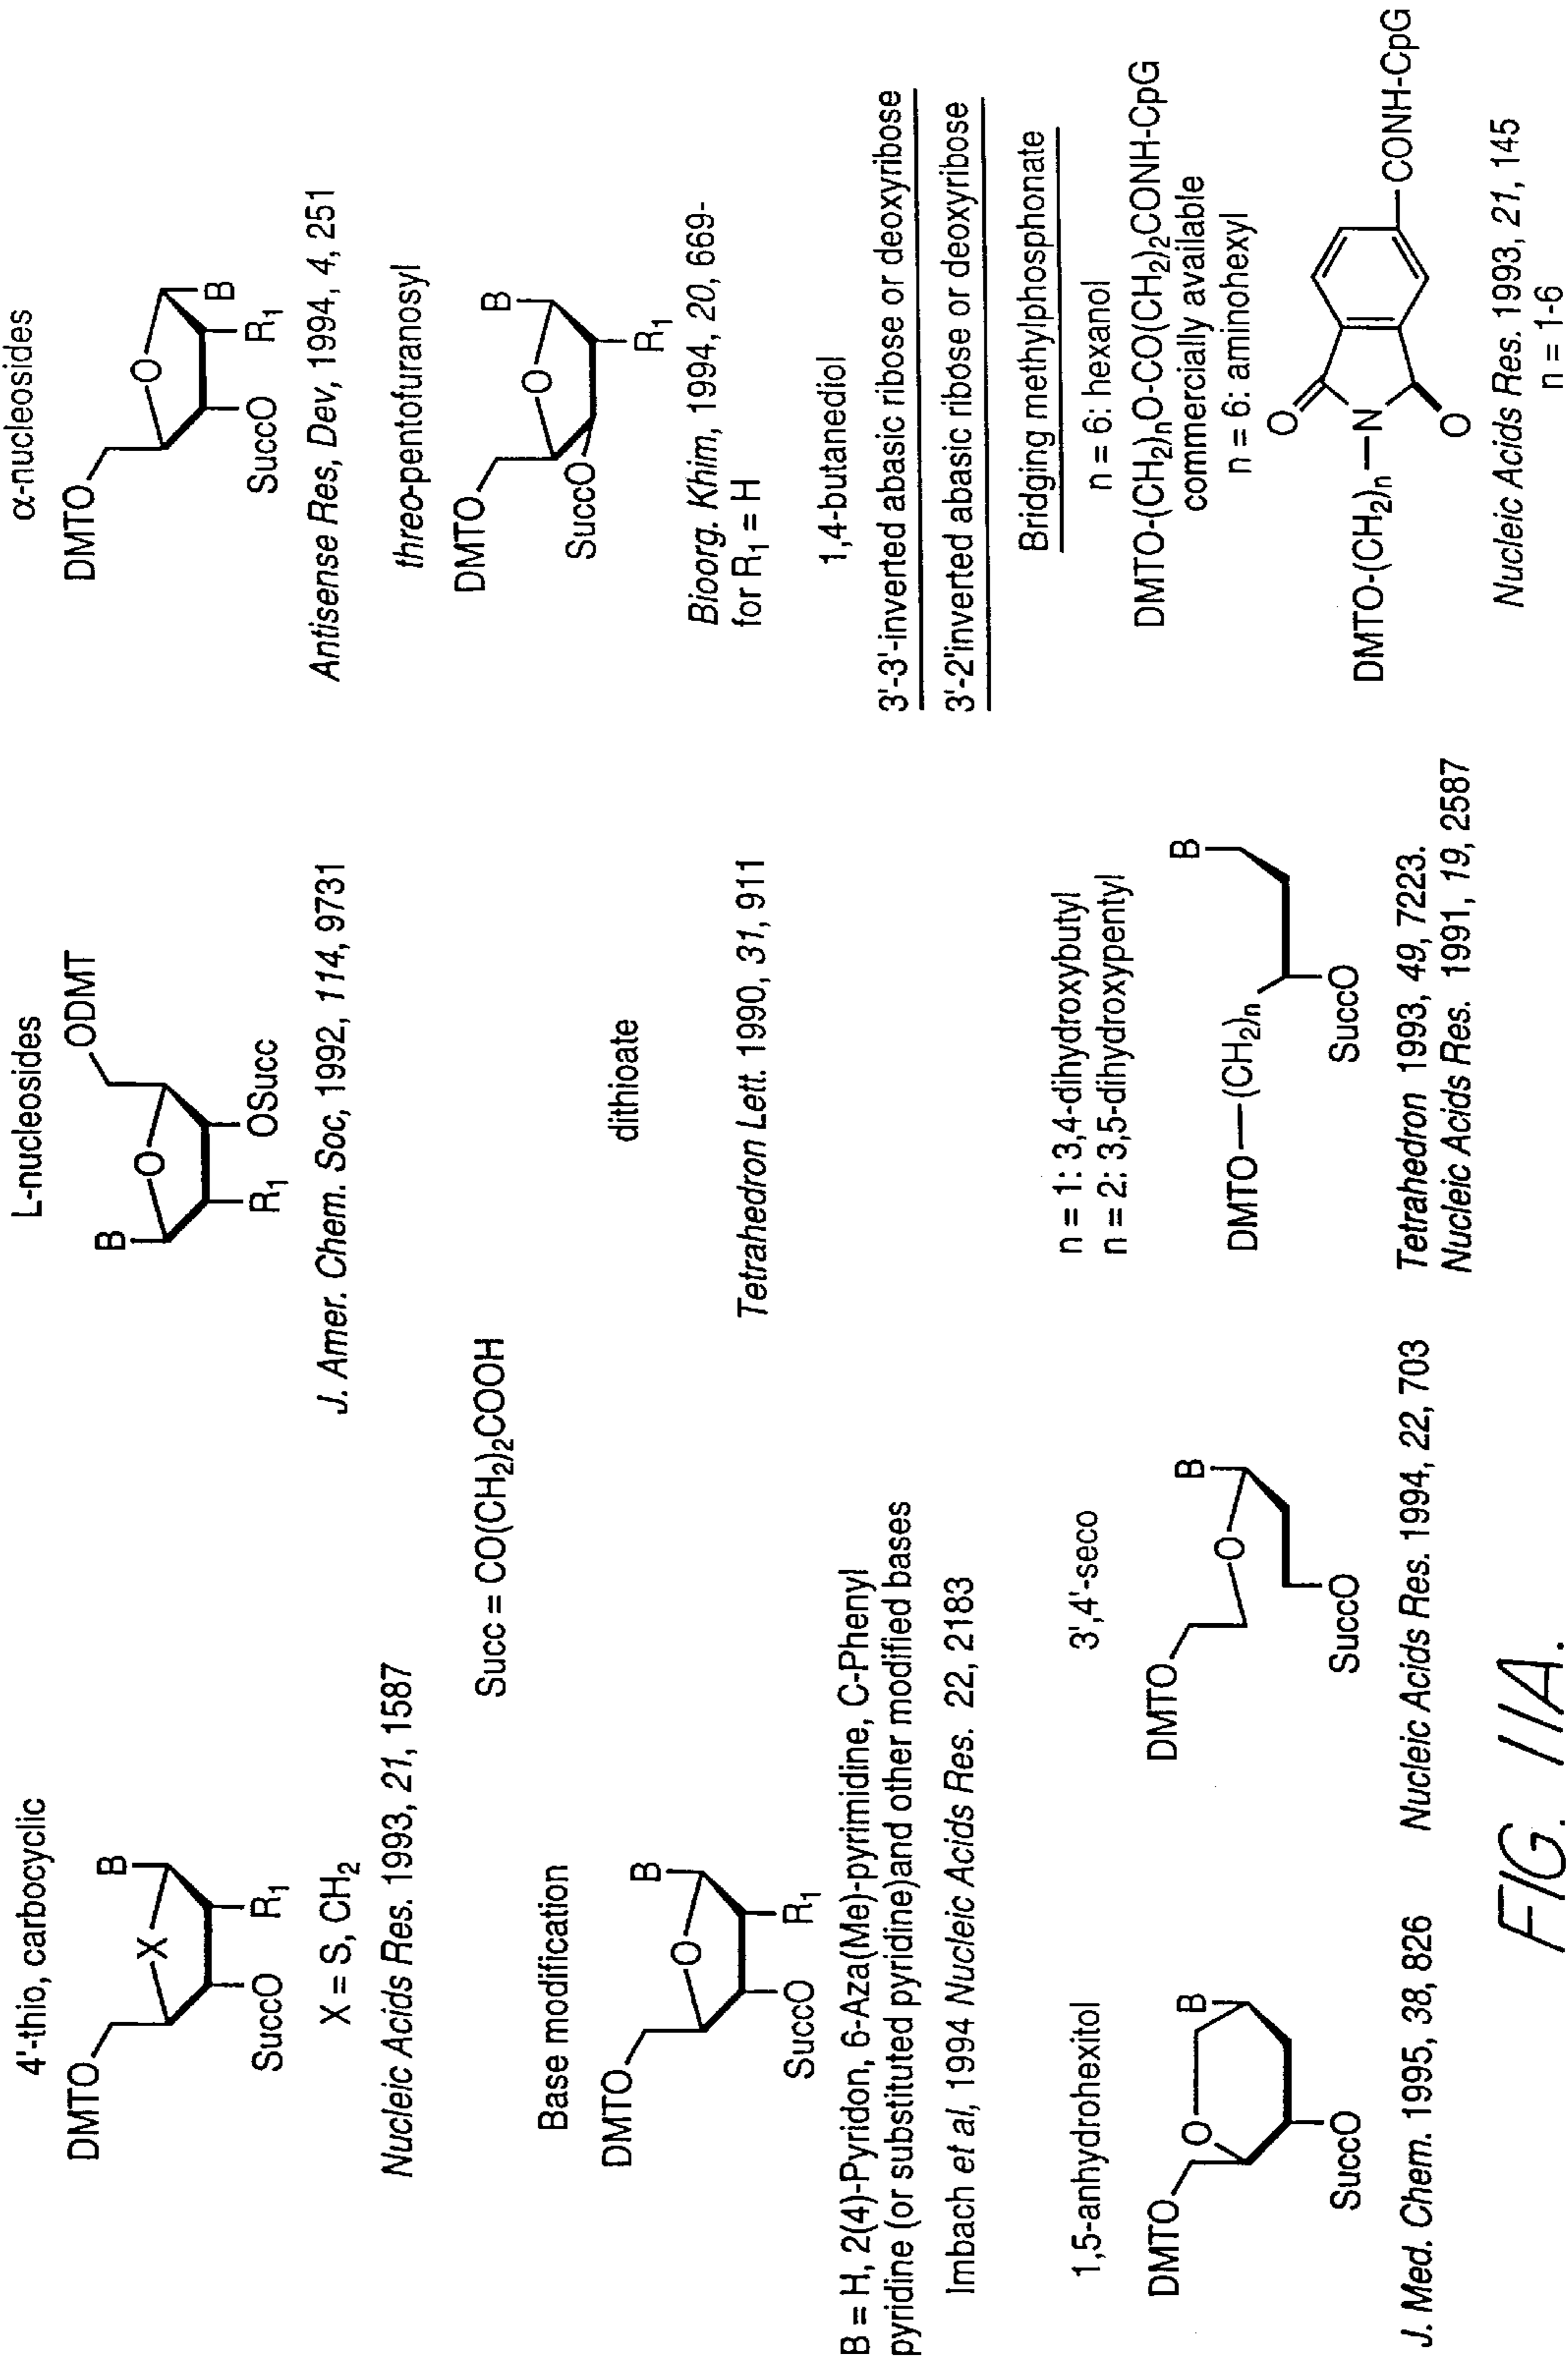 4'-thio, carbocyclic
DMTO
X
B
SuccO
R1
X = S, CH2
Nucleic Acids Res. 1993, 21, 1587
L-nucleosides
B
O
ODMT
R1
OSucc
J. Amer. Chem. Soc, 1992, 114, 9731
α-nucleosides
DMTO
O
B
SuccO
R1
Antisense Res, Dev, 1994, 4, 251
Succ = CO(CH2)2COOH
Base modification
DMTO
O
B
SuccO
R1
B = H, 2(4)-Pyridon, 6-Aza(Me)-pyrimidine, C-Phenyl
pyridine (or substituted pyridine)and other modified bases
Imbach et al, 1994 Nucleic Acids Res. 22, 2183
dithioate
Tetrahedron Lett. 1990, 31, 911
threo-pentofuranosyl
DMTO
O
B
SuccO
R1
Bioorg. Khim, 1994, 20, 669-
for R1 = H
1,4-butanediol
3'-3'-inverted abasic ribose or deoxyribose
3'-2'inverted abasic ribose or deoxyribose
1,5-anhydrohexitol
DMTO
O
B
SuccO
J. Med. Chem. 1995, 38, 826
3',4'-seco
DMTO
O
B
SuccO
Nucleic Acids Res. 1994, 22, 703
n = 1: 3,4-dihydroxybutyl
n = 2: 3,5-dihydroxypentyl
DMTO—(CH2)n
B
SuccO
Tetrahedron 1993, 49, 7223.
Nucleic Acids Res. 1991, 19, 2587
Bridging methylphosphonate
n = 6: hexanol
DMTO-(CH2)nO-CO(CH2)2CONH-CpG
commercially available
n = 6: aminohexyl
O
DMTO-(CH2)n—N
O
CONH-CpG
Nucleic Acids Res. 1993, 21, 145
n = 1-6
FIG. 11A.